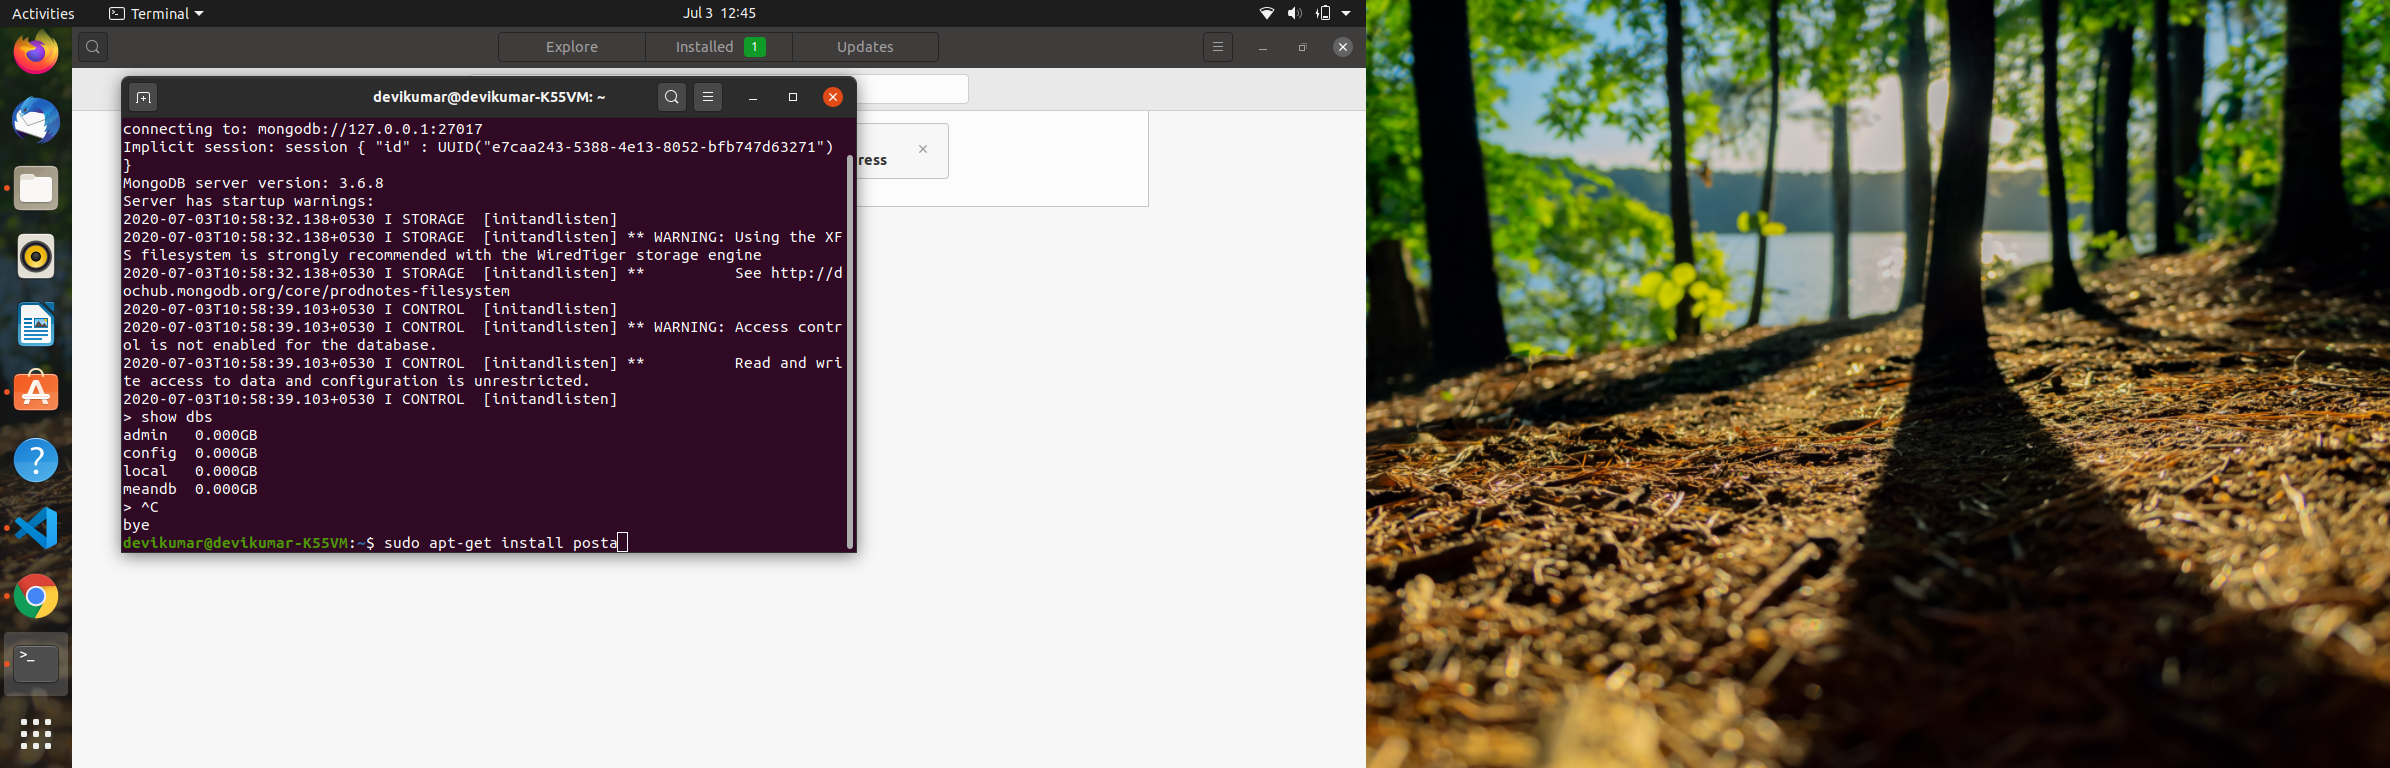 Activities
Terminal
Jul 3 12:45
Explore
Installed 1
Updates
devikumar@devikumar-K55VM: ~
ress
connecting to: mongodb://127.0.0.1:27017
Implicit session: session { "id" : UUID("e7caa243-5388-4e13-8052-bfb747d63271")
}
MongoDB server version: 3.6.8
Server has startup warnings:
2020-07-03T10:58:32.138+0530 I STORAGE  [initandlisten]
2020-07-03T10:58:32.138+0530 I STORAGE  [initandlisten] ** WARNING: Using the XF
S filesystem is strongly recommended with the WiredTiger storage engine
2020-07-03T10:58:32.138+0530 I STORAGE  [initandlisten] **          See http://d
ochub.mongodb.org/core/prodnotes-filesystem
2020-07-03T10:58:39.103+0530 I CONTROL  [initandlisten]
2020-07-03T10:58:39.103+0530 I CONTROL  [initandlisten] ** WARNING: Access contr
ol is not enabled for the database.
2020-07-03T10:58:39.103+0530 I CONTROL  [initandlisten] **          Read and wri
te access to data and configuration is unrestricted.
2020-07-03T10:58:39.103+0530 I CONTROL  [initandlisten]
> show dbs
admin   0.000GB
config  0.000GB
local   0.000GB
meandb  0.000GB
> ^C
bye
devikumar@devikumar-K55VM:~$ sudo apt-get install posta